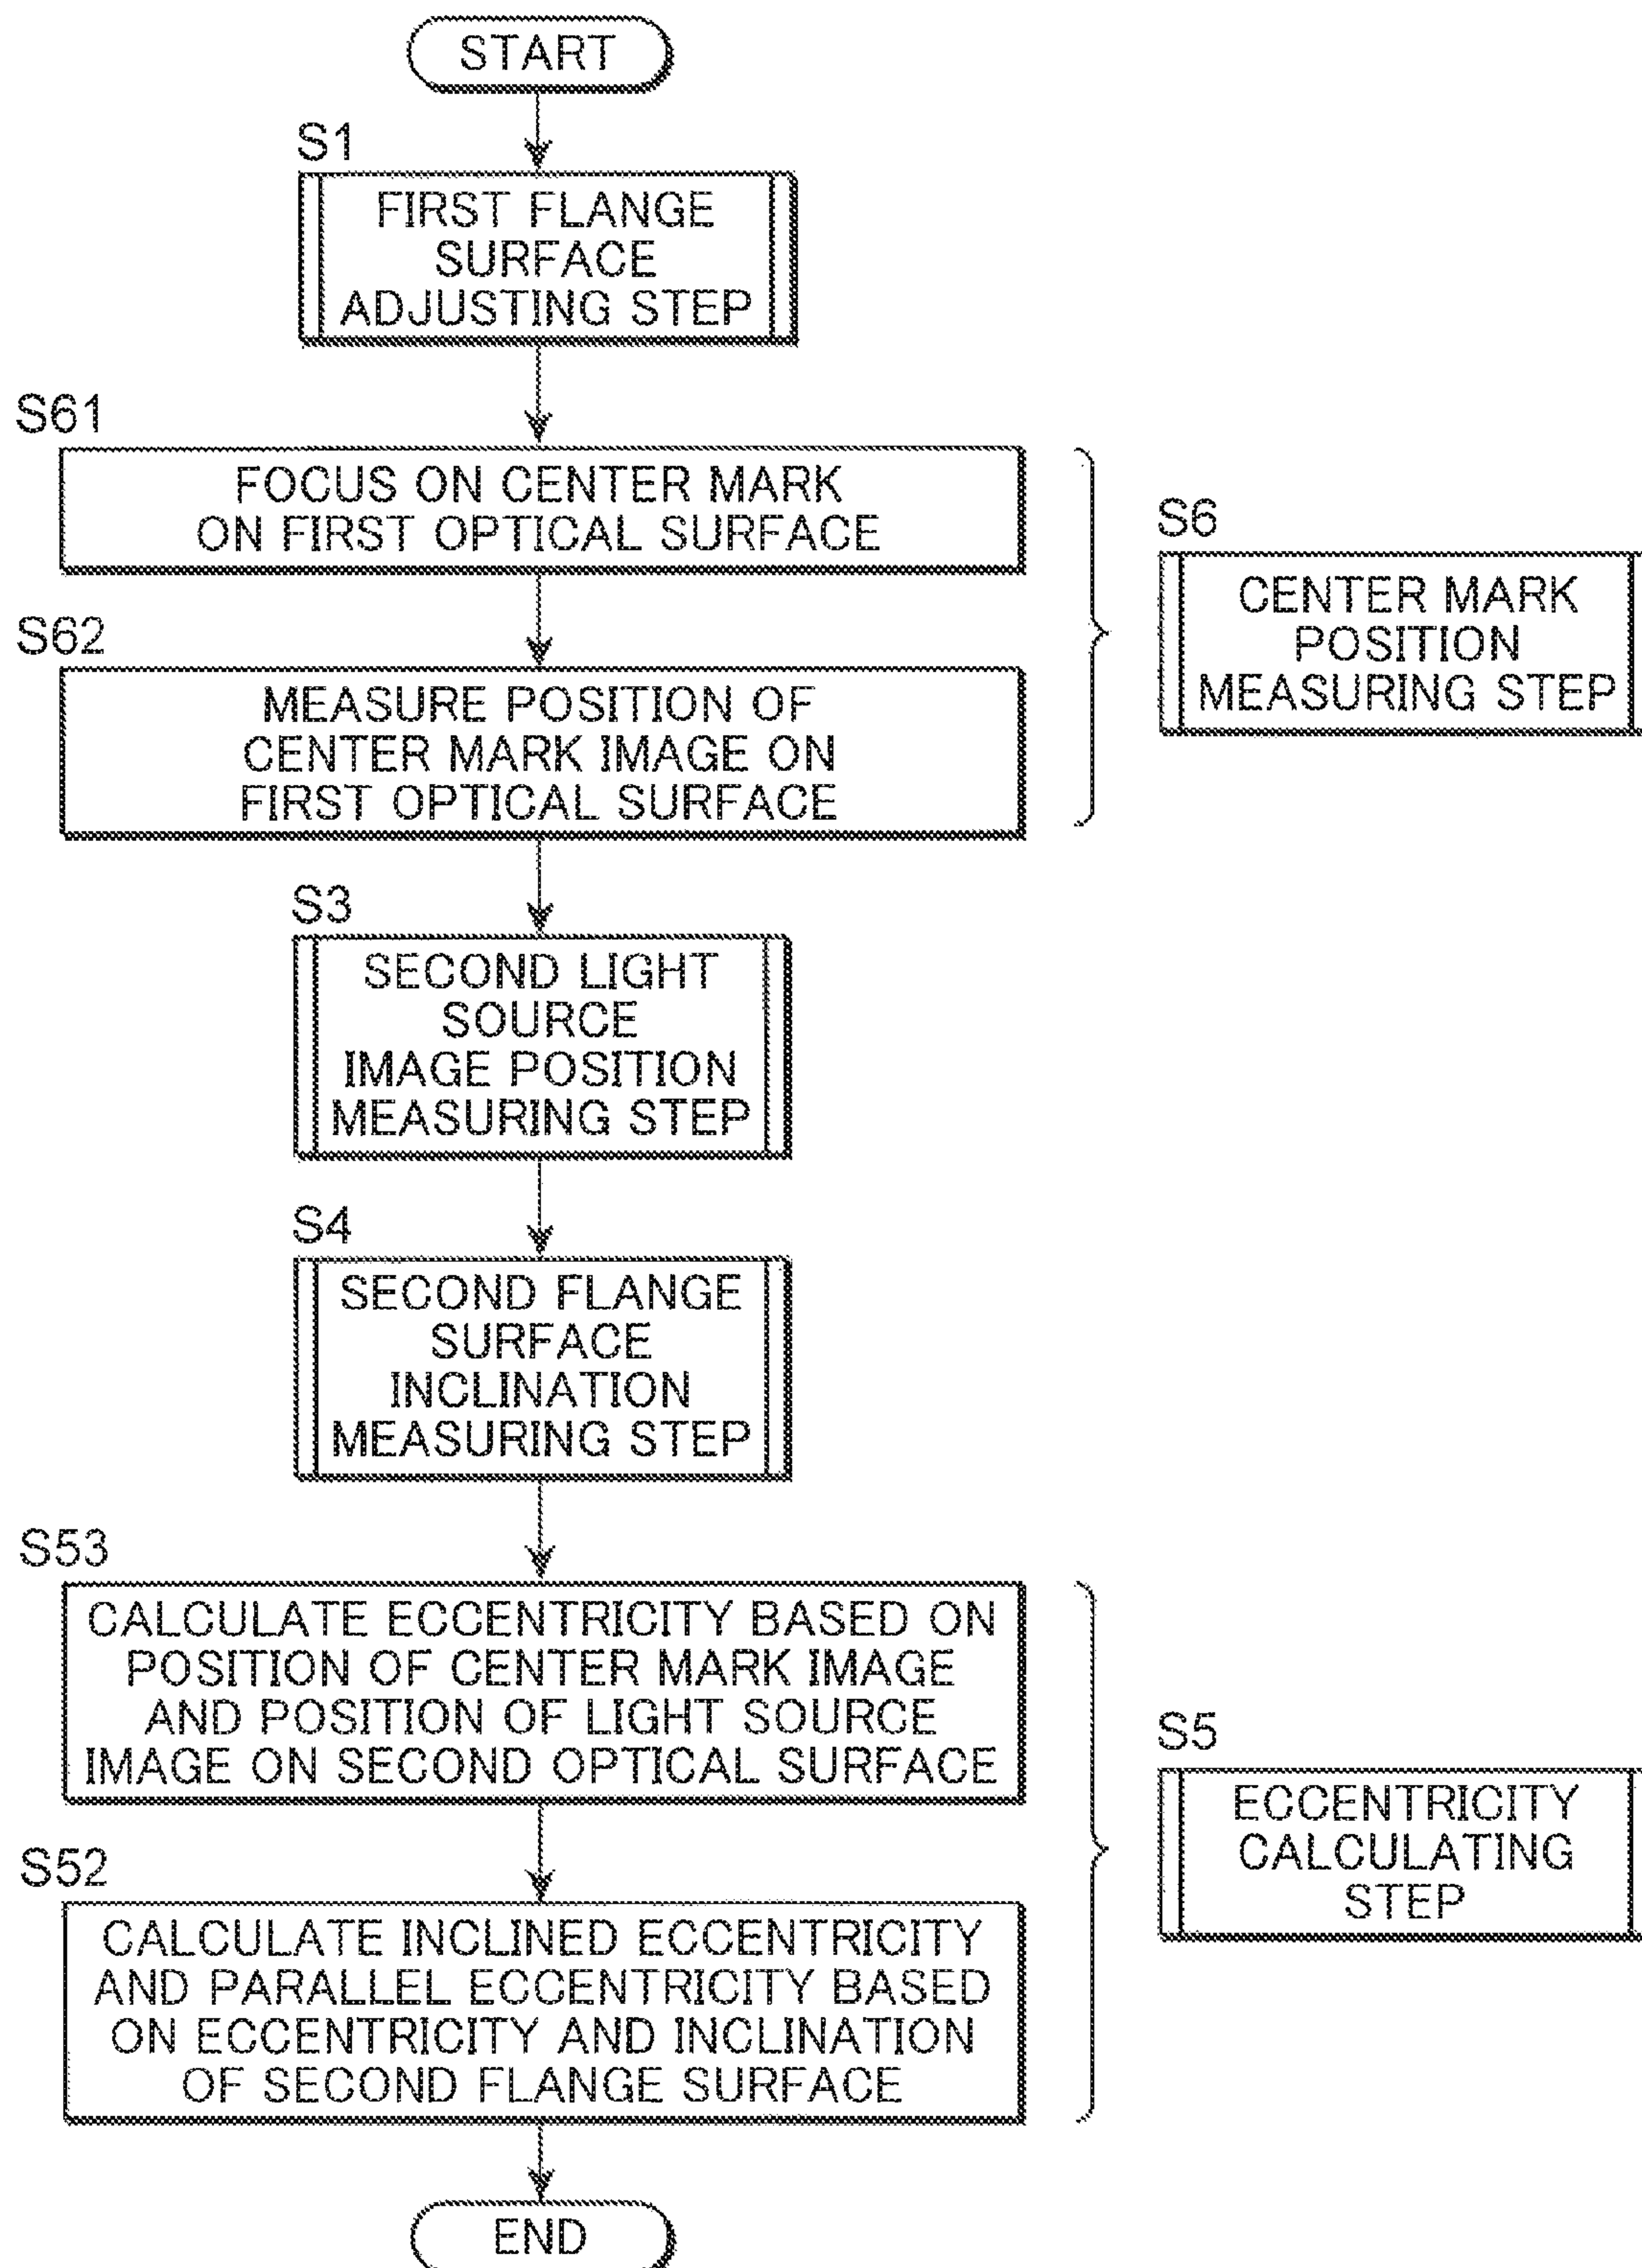 START
S1
FIRST FLANGE
SURFACE
ADJUSTING STEP
S61
FOCUS ON CENTER MARK
ON FIRST OPTICAL SURFACE
S62
MEASURE POSITION OF
CENTER MARK IMAGE ON
FIRST OPTICAL SURFACE
S6
CENTER MARK
POSITION
MEASURING STEP
S3
SECOND LIGHT
SOURCE
IMAGE POSITION
MEASURING STEP
S4
SECOND FLANGE
SURFACE
INCLINATION
MEASURING STEP
S53
CALCULATE ECCENTRICITY BASED ON
POSITION OF CENTER MARK IMAGE
AND POSITION OF LIGHT SOURCE
IMAGE ON SECOND OPTICAL SURFACE
S52
CALCULATE INCLINED ECCENTRICITY
AND PARALLEL ECCENTRICITY BASED
ON ECCENTRICITY AND INCLINATION
OF SECOND FLANGE SURFACE
S5
ECCENTRICITY
CALCULATING
STEP
END